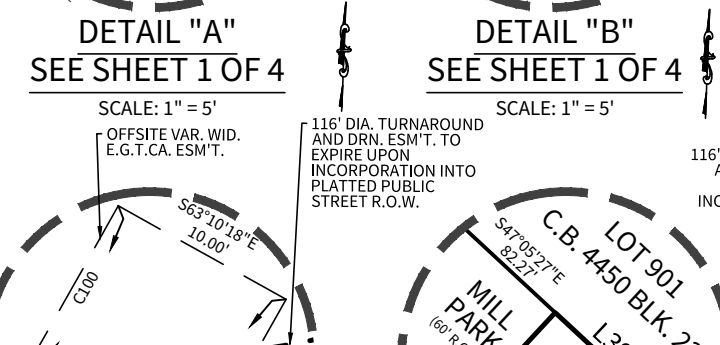 DETAIL "A"
SEE SHEET 1 OF 4
SCALE: 1" = 5'
OFFSITE VAR. WID.
E.G.T.CA. ESM'T.
116' DIA. TURNAROUND
AND DRN. ESM'T. TO
EXPIRE UPON
INCORPORATION INTO
PLATTED PUBLIC
STREET R.O.W.
S63°10'18"E
10.00'
C100
DETAIL "B"
SEE SHEET 1 OF 4
SCALE: 1" = 5'
116'
S47°05'27"E
82.27'
LOT 901
C.B. 4450 BLK.
MILL
PARK
(60'